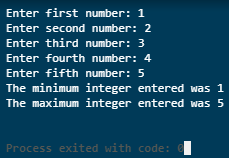 Enter first number: 1
Enter second number: 2
Enter third number: 3
Enter fourth number: 4
Enter fifth number: 5
The minimum integer entered was 1
The maximum integer entered was 5
Process exited with code: 0